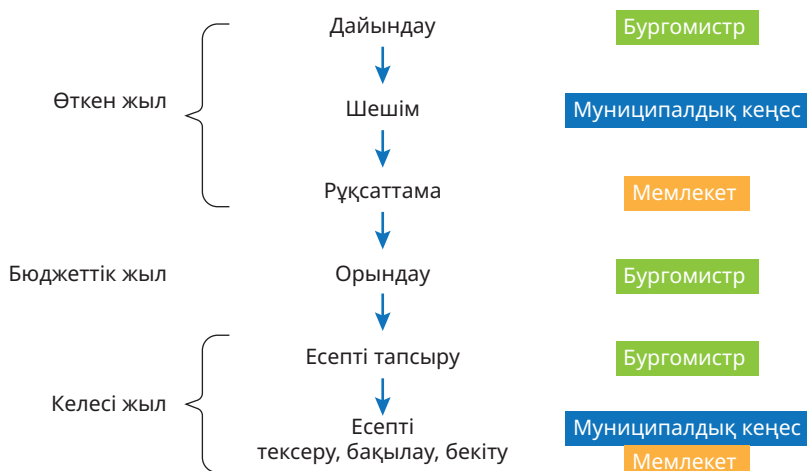 Дайындау Бургомистр
Өткен жыл
Шешім Муниципалдық кеңес
Рұқсаттама Мемлекет
Бюджеттік жыл Орындау Бургомистр
Есепті тапсыру Бургомистр
Келесі жыл
Есепті Муниципалдық кеңес
тексеру, бақылау, бекіту Мемлекет